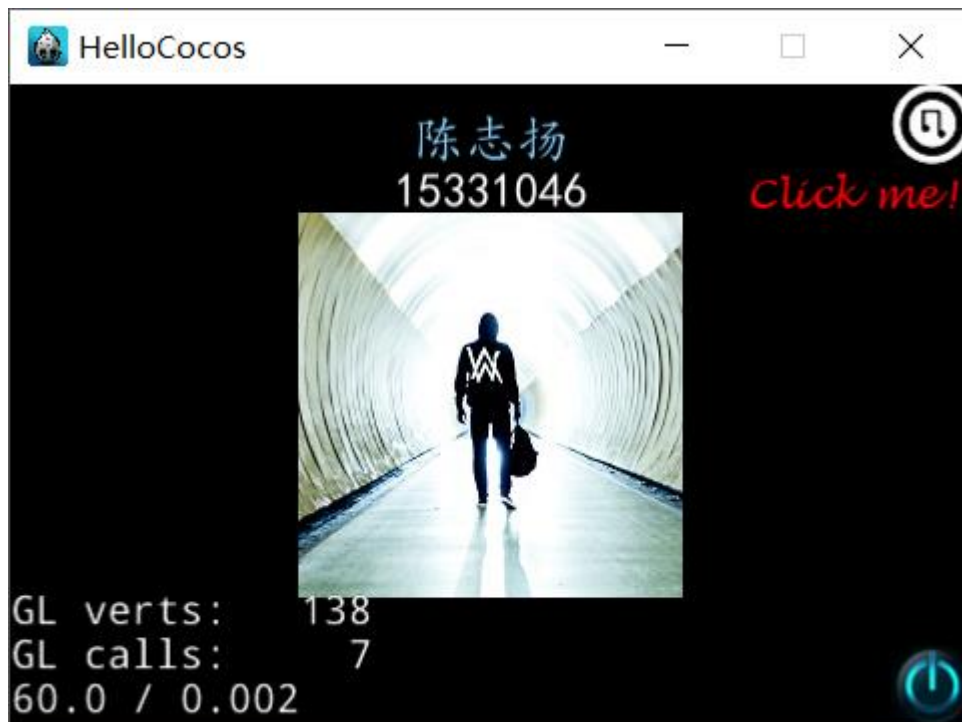 HelloCocos
陈志扬
15331046
Click me!
GL verts: 138
GL calls: 7
60.0 / 0.002